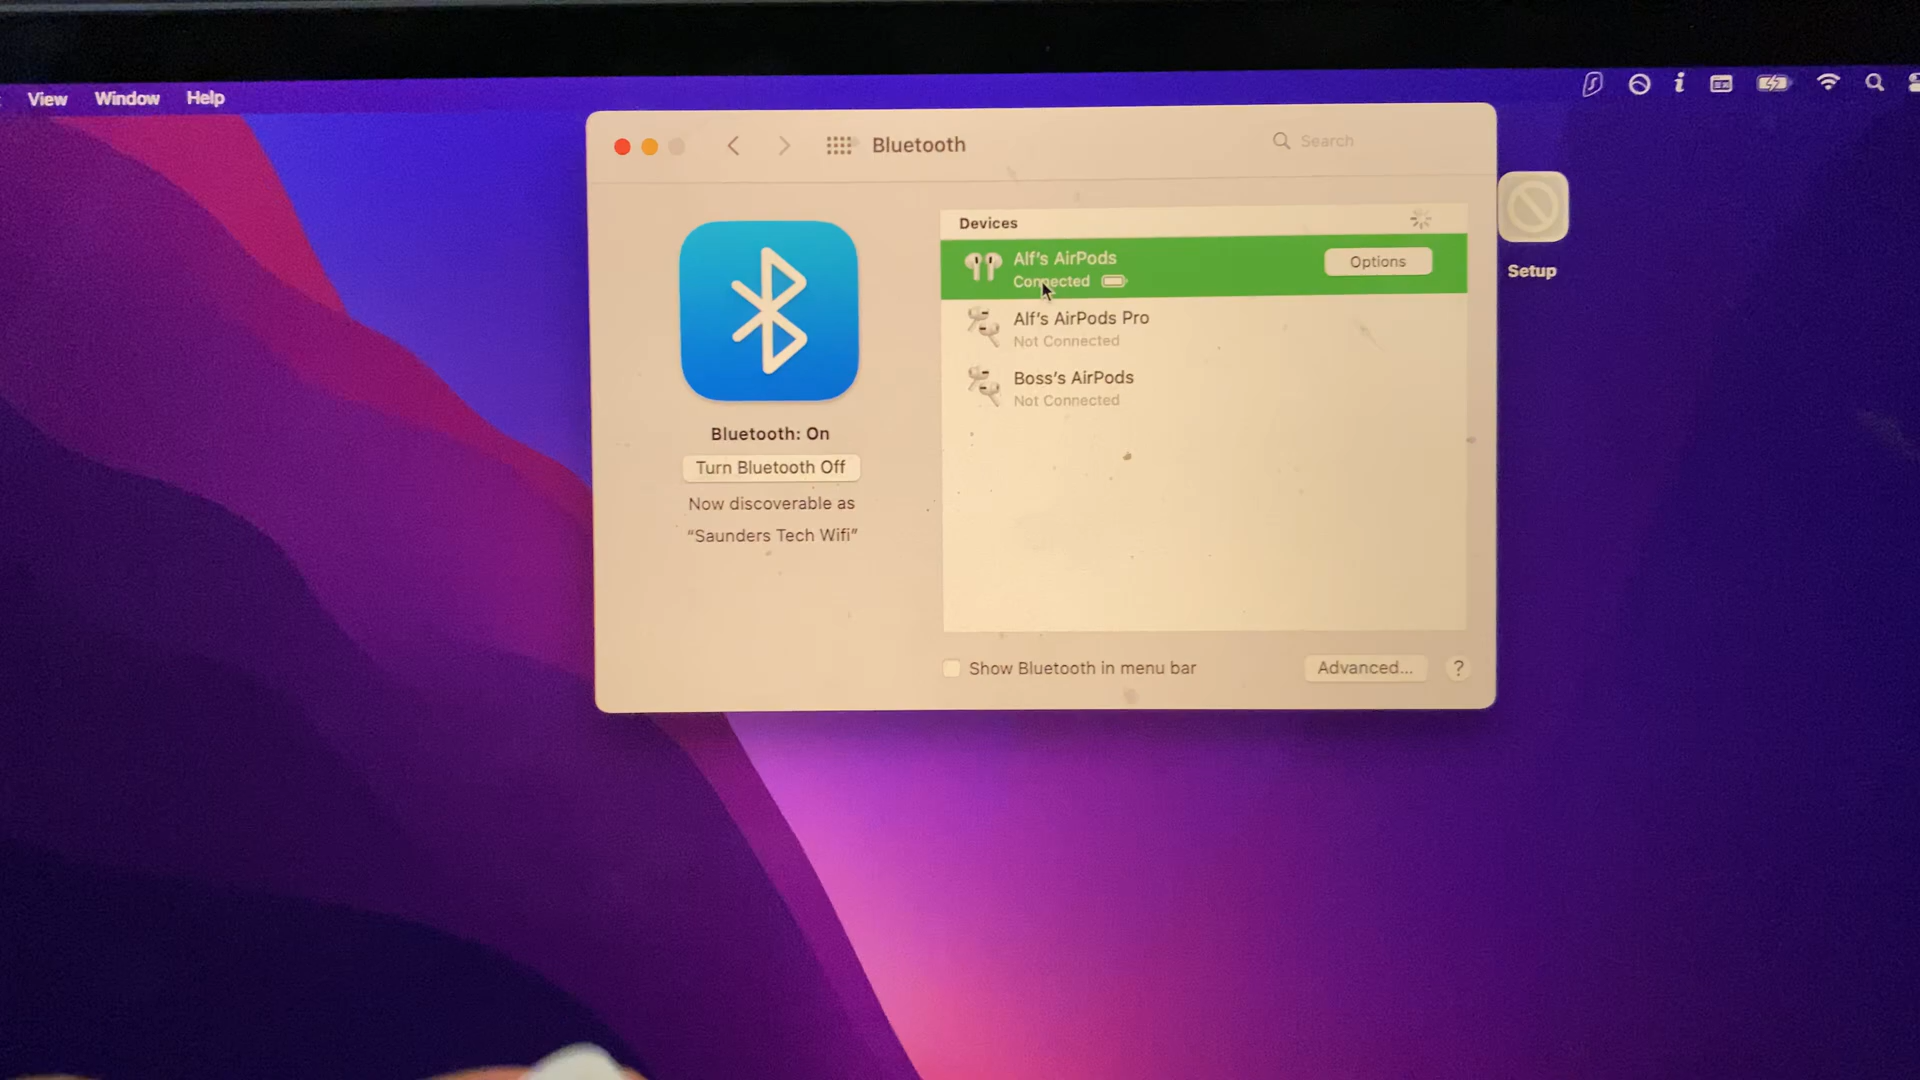 View Window Help
Bluetooth
Search
Devices
Alf's AirPods
Connected
Options
Alf's AirPods Pro
Not Connected
Boss's AirPods
Not Connected
Bluetooth: On
Turn Bluetooth Off
Now discoverable as
“Saunders Tech Wifi”
Show Bluetooth in menu bar
Advanced...
?
Setup